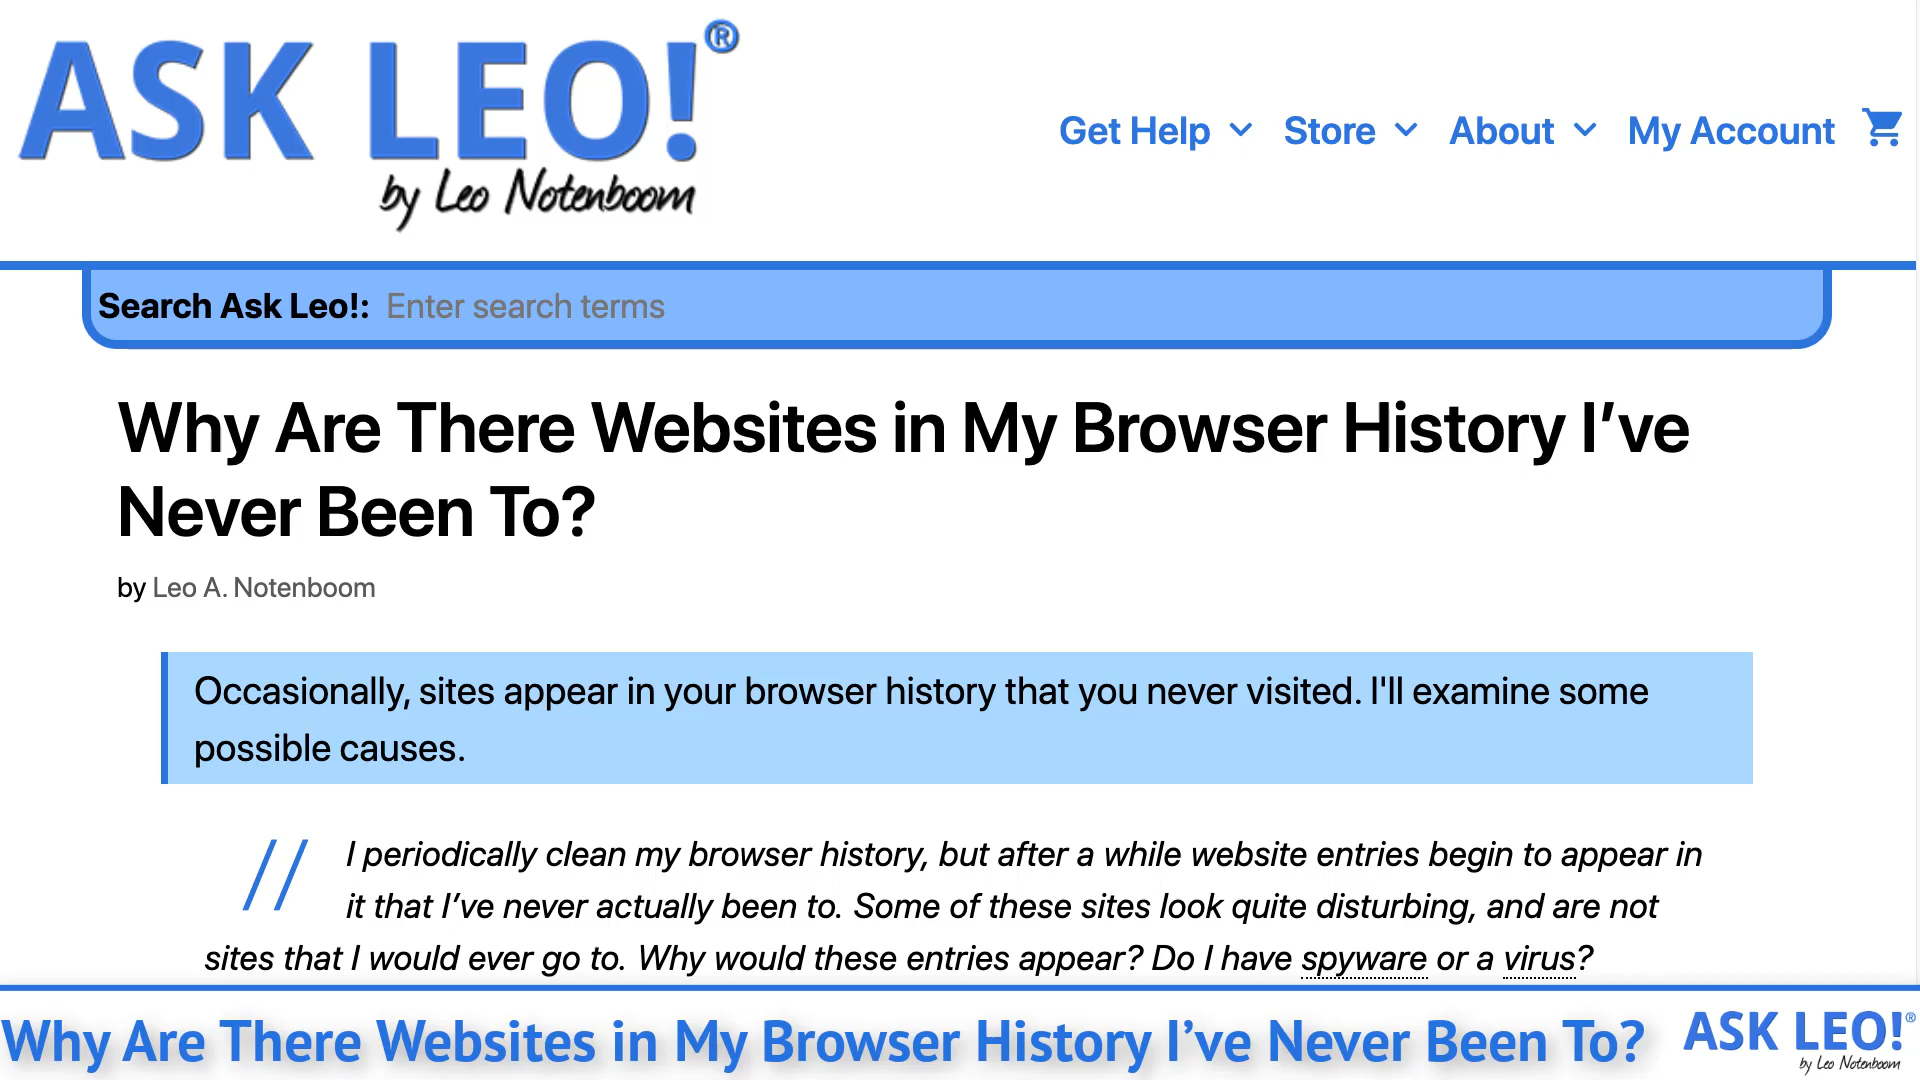 ASK LEO!®
by Leo Notenboom
Get Help Store About My Account
Search Ask Leo!: Enter search terms
Why Are There Websites in My Browser History I’ve
Never Been To?
by Leo A. Notenboom
Occasionally, sites appear in your browser history that you never visited. I'll examine some
possible causes.
I periodically clean my browser history, but after a while website entries begin to appear in
it that I’ve never actually been to. Some of these sites look quite disturbing, and are not
sites that I would ever go to. Why would these entries appear? Do I have spyware or a virus?
Why Are There Websites in My Browser History I’ve Never Been To?
ASK LEO!®
by Leo Notenboom